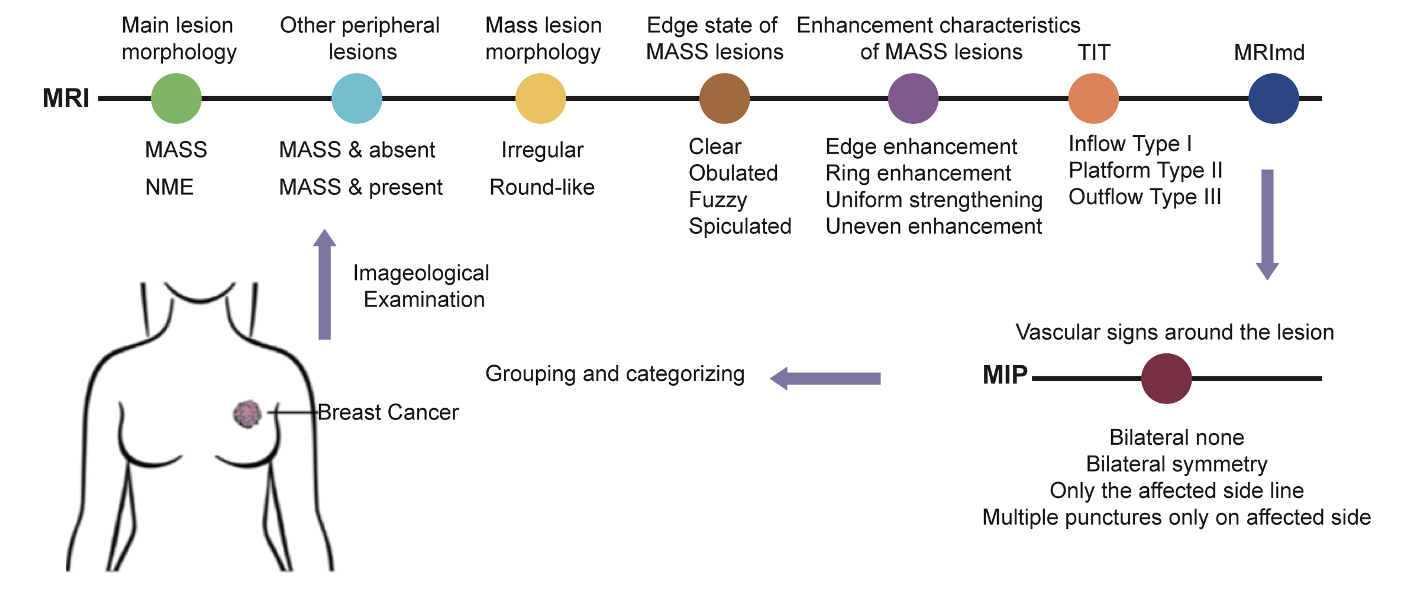 Main lesion
morphology
Other peripheral
lesions
Mass lesion
morphology
Edge state of
MASS lesions
Enhancement characteristics
of MASS lesions
TIT
MRImd
MRI
MASS
NME
MASS & absent
MASS & present
Irregular
Round-like
Clear
Obulated
Fuzzy
Spiculated
Edge enhancement
Ring enhancement
Uniform strengthening
Uneven enhancement
Inflow Type I
Platform Type II
Outflow Type III
Imageological
Examination
Breast Cancer
Grouping and categorizing
Vascular signs around the lesion
MIP
Bilateral none
Bilateral symmetry
Only the affected side line
Multiple punctures only on affected side